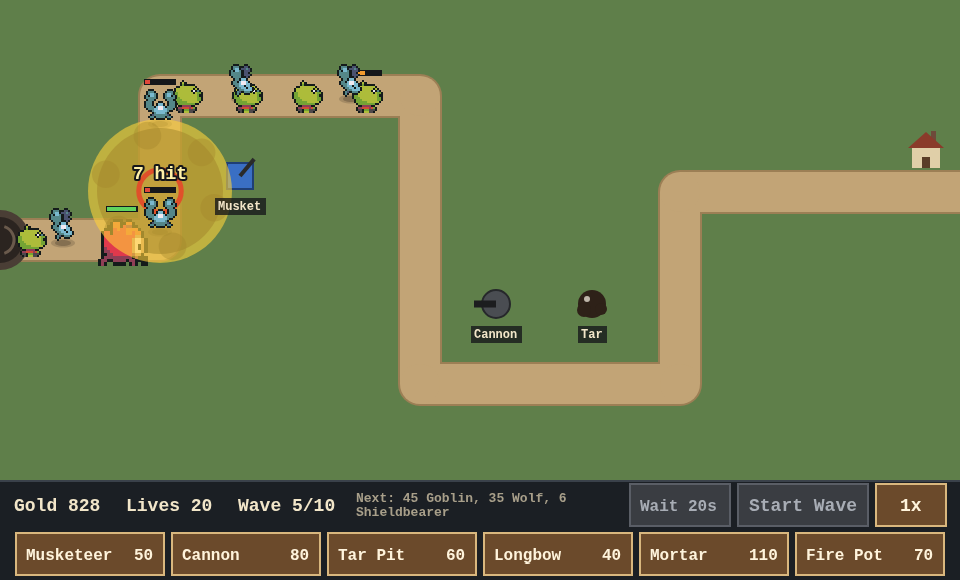 7 hit
Musket
Cannon
Tar
Gold 828
Lives 20
Wave 5/10
Next: 45 Goblin, 35 Wolf, 6
Shieldbearer
Wait 20s
Start Wave
1x
Musketeer 50
Cannon 80
Tar Pit 60
Longbow 40
Mortar 110
Fire Pot 70